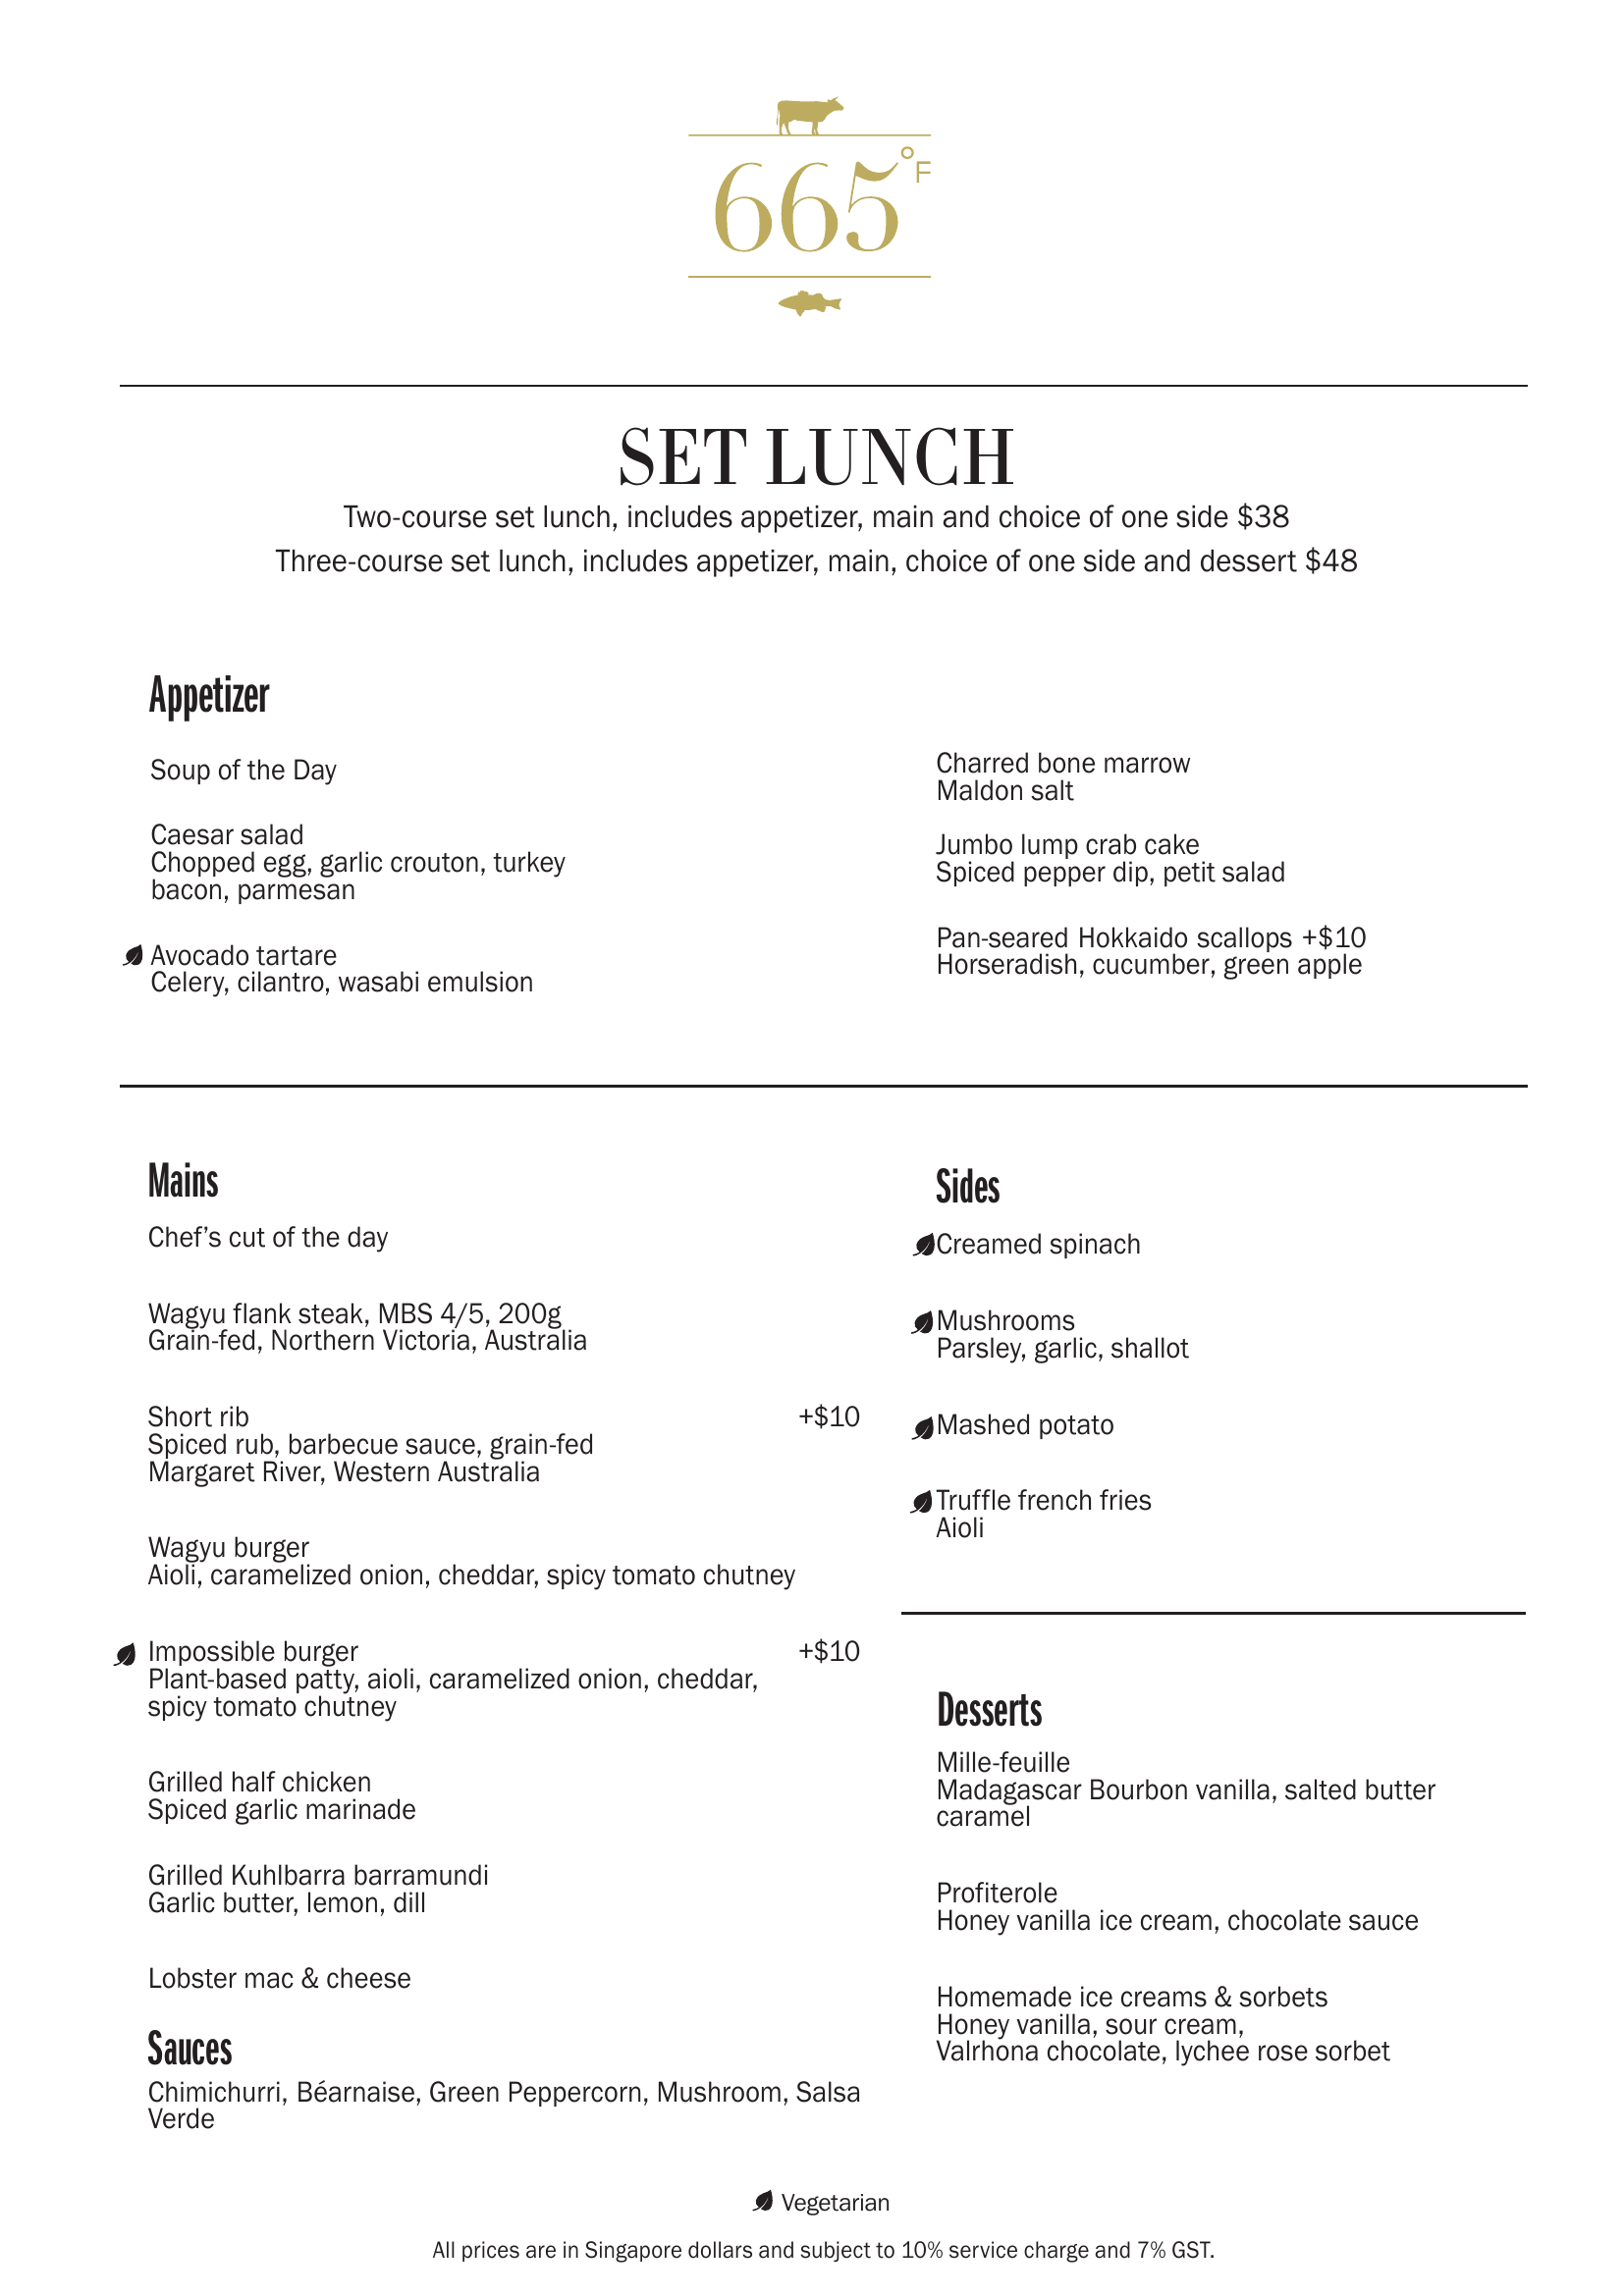 665°F
SET LUNCH
Two-course set lunch, includes appetizer, main and choice of one side $38
Three-course set lunch, includes appetizer, main, choice of one side and dessert $48
Appetizer
Soup of the Day
Caesar salad
Chopped egg, garlic crouton, turkey
bacon, parmesan
Avocado tartare
Celery, cilantro, wasabi emulsion
Charred bone marrow
Maldon salt
Jumbo lump crab cake
Spiced pepper dip, petit salad
Pan-seared Hokkaido scallops +$10
Horseradish, cucumber, green apple
Mains
Chef’s cut of the day
Wagyu flank steak, MBS 4/5, 200g
Grain-fed, Northern Victoria, Australia
Short rib +$10
Spiced rub, barbecue sauce, grain-fed
Margaret River, Western Australia
Wagyu burger
Aioli, caramelized onion, cheddar, spicy tomato chutney
Impossible burger +$10
Plant-based patty, aioli, caramelized onion, cheddar,
spicy tomato chutney
Grilled half chicken
Spiced garlic marinade
Grilled Kuhlbarra barramundi
Garlic butter, lemon, dill
Lobster mac & cheese
Sauces
Chimichurri, Béarnaise, Green Peppercorn, Mushroom, Salsa
Verde
Sides
Creamed spinach
Mushrooms
Parsley, garlic, shallot
Mashed potato
Truffle french fries
Aioli
Desserts
Mille-feuille
Madagascar Bourbon vanilla, salted butter
caramel
Profiterole
Honey vanilla ice cream, chocolate sauce
Homemade ice creams & sorbets
Honey vanilla, sour cream,
Valrhona chocolate, lychee rose sorbet
Vegetarian
All prices are in Singapore dollars and subject to 10% service charge and 7% GST.